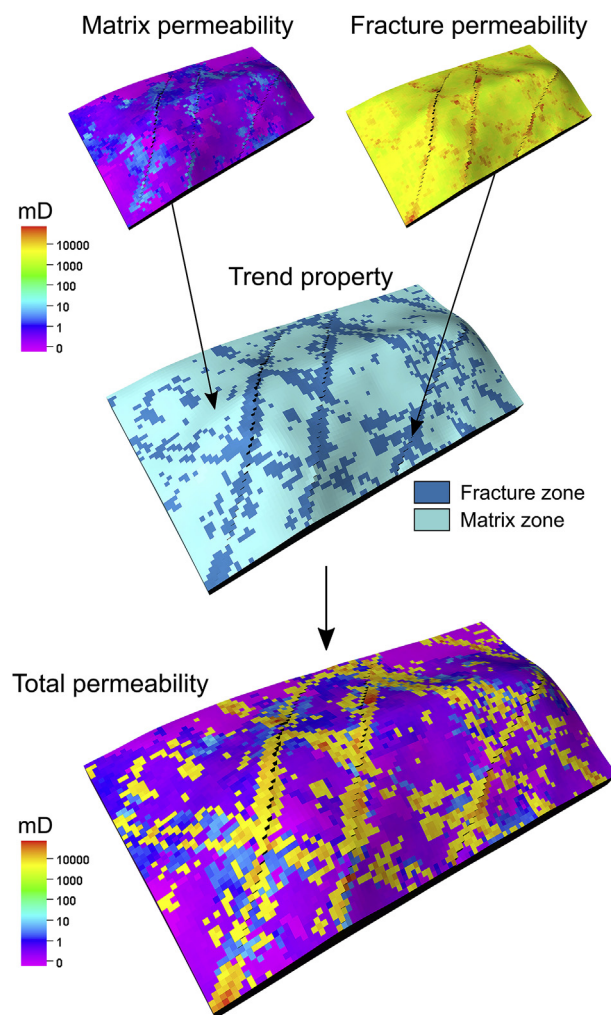 Matrix permeability
Fracture permeability
mD
10000
1000
100
10
1
0
Trend property
Fracture zone
Matrix zone
Total permeability
mD
10000
1000
100
10
1
0